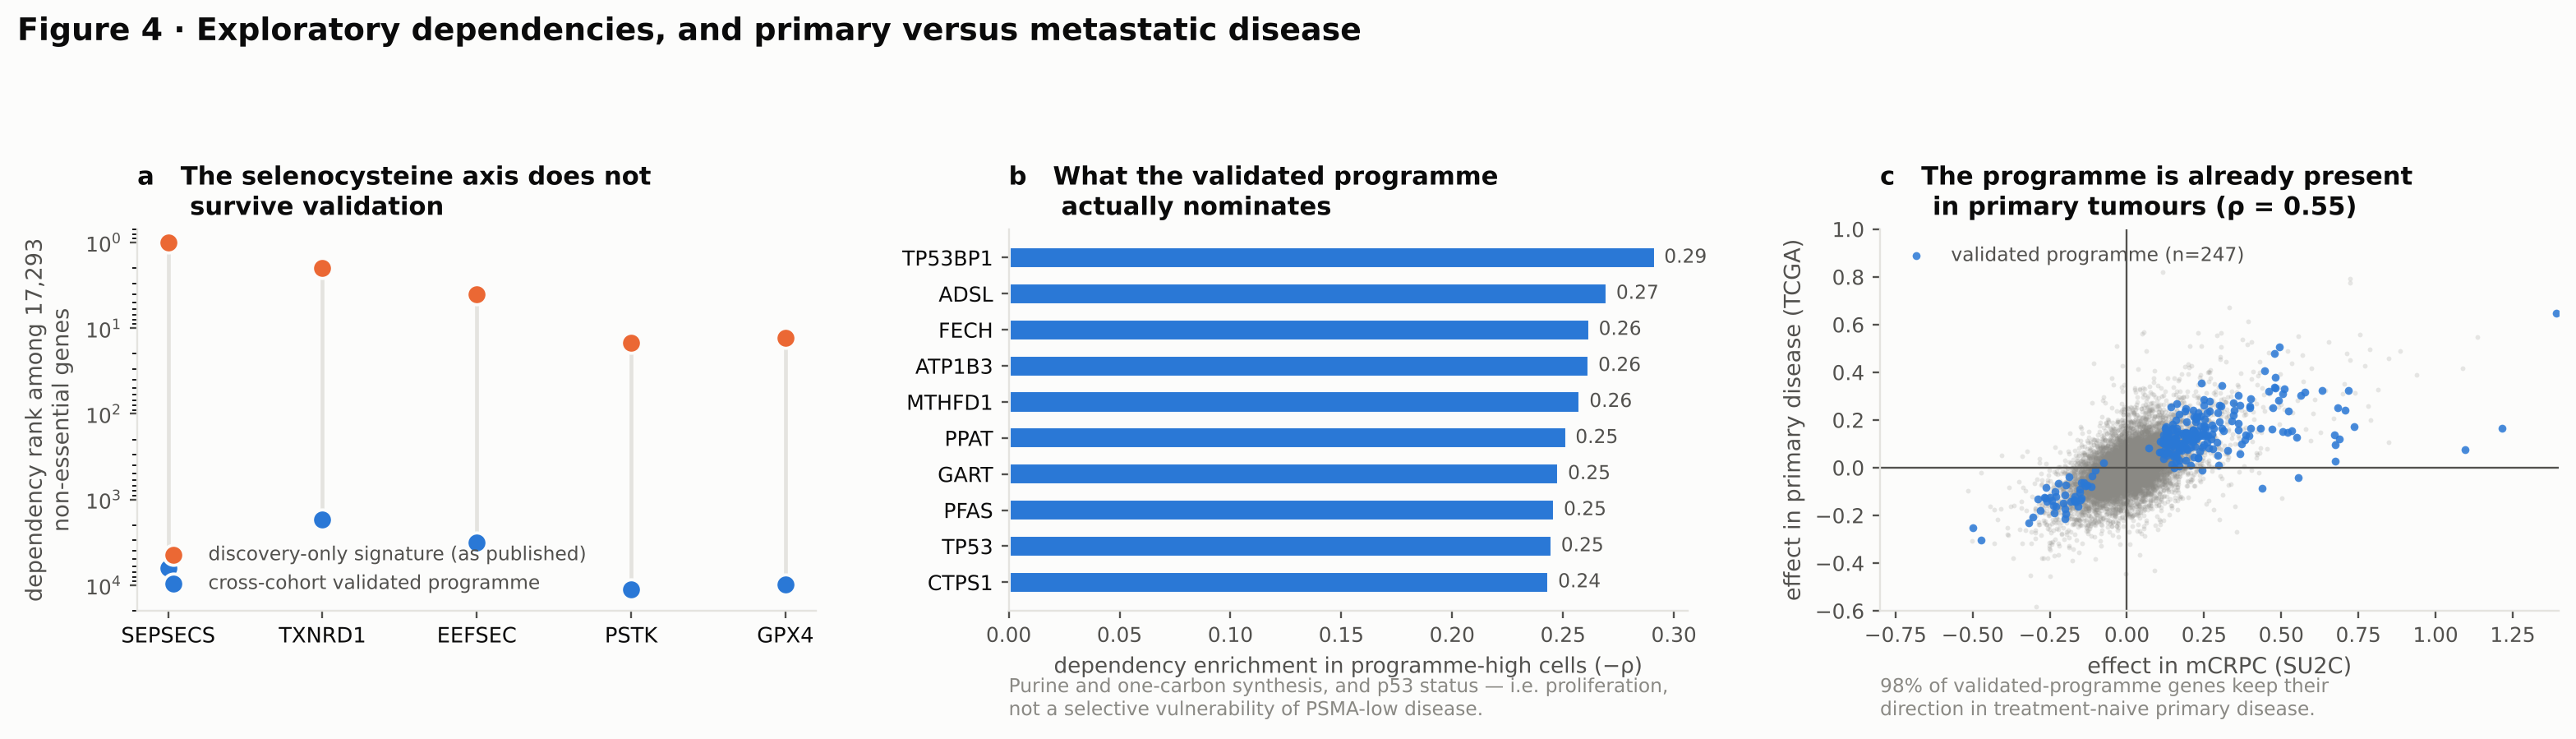 Figure 4 · Exploratory dependencies, and primary versus metastatic disease
a The selenocysteine axis does not
survive validation
dependency rank among 17,293
non-essential genes
10⁰
10¹
10²
10³
10⁴
discovery-only signature (as published)
cross-cohort validated programme
SEPSECS TXNRD1 EEFSEC PSTK GPX4
b What the validated programme
actually nominates
TP53BP1 0.29
ADSL 0.27
FECH 0.26
ATP1B3 0.26
MTHFD1 0.26
PPAT 0.25
GART 0.25
PFAS 0.25
TP53 0.25
CTPS1 0.24
0.00 0.05 0.10 0.15 0.20 0.25 0.30
dependency enrichment in programme-high cells (−ρ)
Purine and one-carbon synthesis, and p53 status — i.e. proliferation,
not a selective vulnerability of PSMA-low disease.
c The programme is already present
in primary tumours (ρ = 0.55)
effect in primary disease (TCGA)
1.0
0.8
0.6
0.4
0.2
0.0
−0.2
−0.4
−0.6
validated programme (n=247)
−0.75 −0.50 −0.25 0.00 0.25 0.50 0.75 1.00 1.25
effect in mCRPC (SU2C)
98% of validated-programme genes keep their
direction in treatment-naive primary disease.